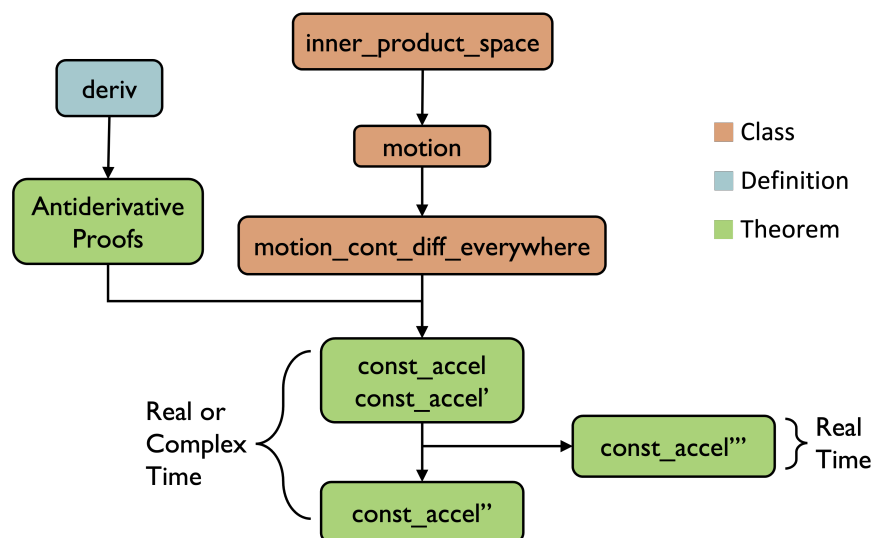 inner_product_space
deriv
motion
Class
Definition
Theorem
Antiderivative
Proofs
motion_cont_diff_everywhere
const_accel
const_accel’
Real or
Complex
Time
const_accel’’’
Real
Time
const_accel’’